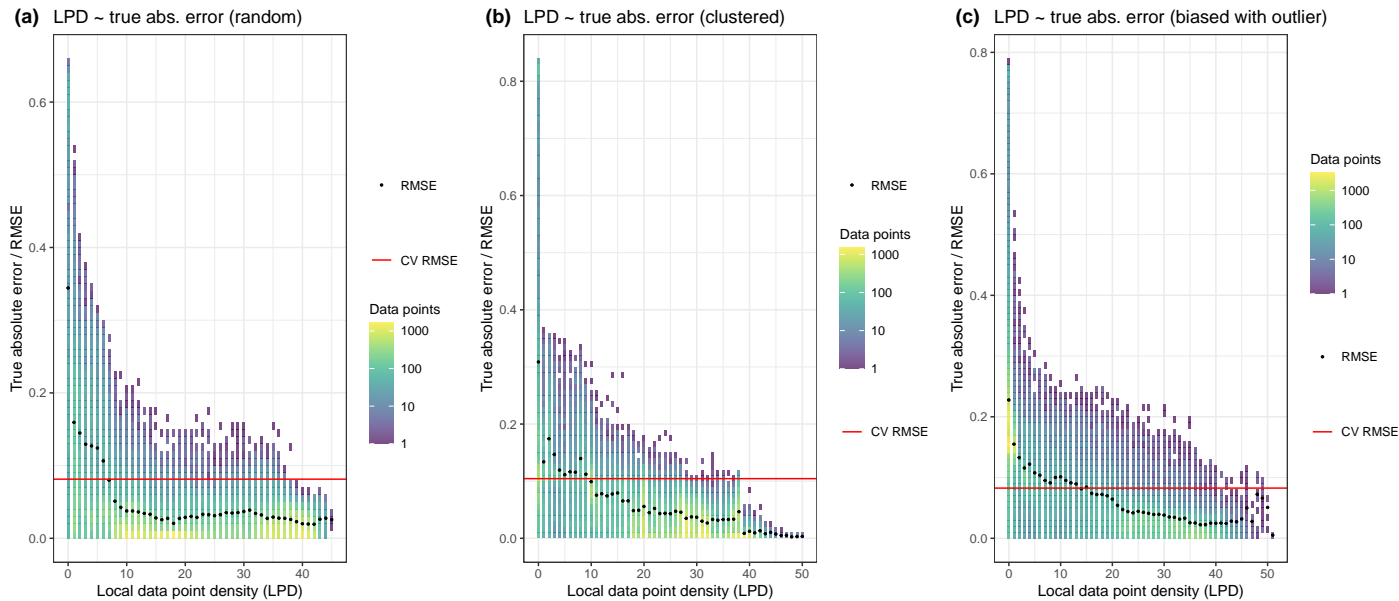 (a) LPD ~ true abs. error (random)
True absolute error / RMSE
0.6
0.4
0.2
0.0
0 10 20 30 40
Local data point density (LPD)
RMSE
CV RMSE
Data points
1000
100
10
1
(b) LPD ~ true abs. error (clustered)
True absolute error / RMSE
0.8
0.6
0.4
0.2
0.0
0 10 20 30 40 50
Local data point density (LPD)
RMSE
Data points
1000
100
10
1
CV RMSE
(c) LPD ~ true abs. error (biased with outlier)
True absolute error / RMSE
0.8
0.6
0.4
0.2
0.0
0 10 20 30 40 50
Local data point density (LPD)
Data points
1000
100
10
1
RMSE
CV RMSE